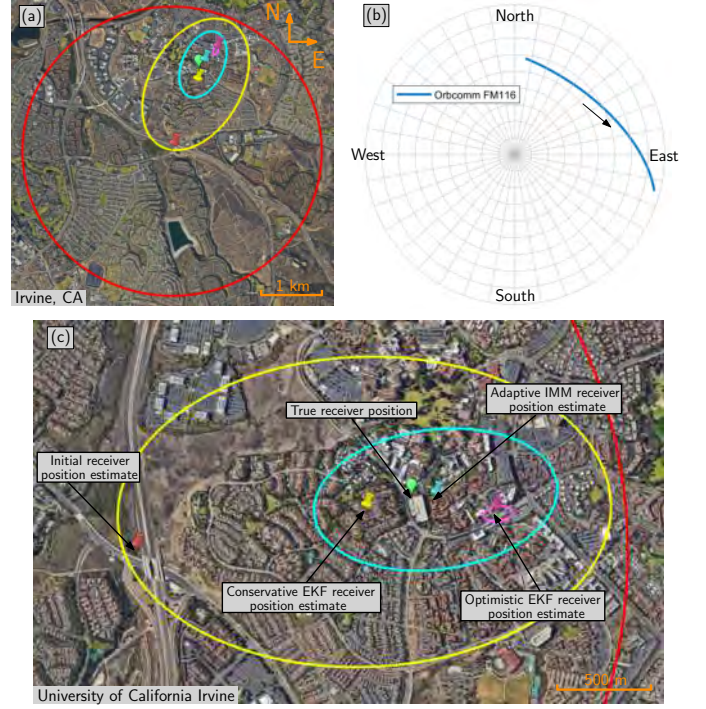 (a)
N
E
1 km
Irvine, CA
(b)
North
Orbcomm FM116
West
East
South
(c)
True receiver position
Adaptive IMM receiver
position estimate
Initial receiver
position estimate
Conservative EKF receiver
position estimate
Optimistic EKF receiver
position estimate
500 m
University of California Irvine